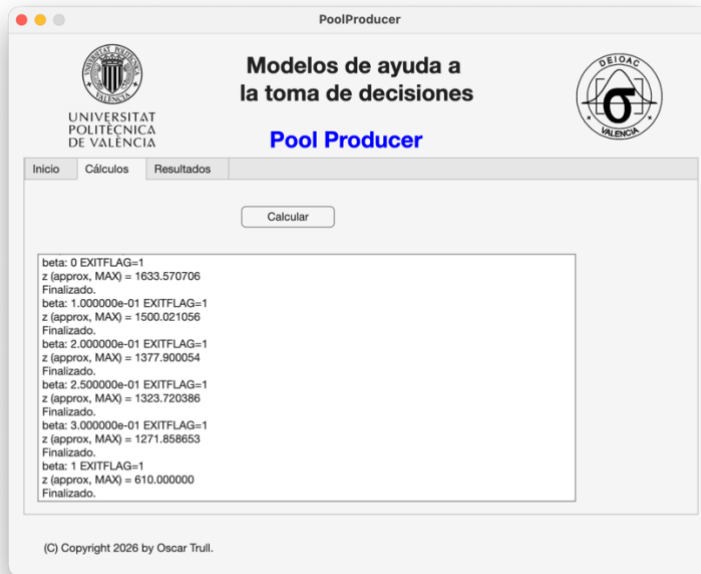 PoolProducer
UNIVERSITAT
POLITÈCNICA
DE VALÈNCIA
Modelos de ayuda a
la toma de decisiones
Pool Producer
DEIOAC
σ
VALENCIA
Inicio Cálculos Resultados
Calcular
beta: 0 EXITFLAG=1
z (approx, MAX) = 1633.570706
Finalizado.
beta: 1.000000e-01 EXITFLAG=1
z (approx, MAX) = 1500.021056
Finalizado.
beta: 2.000000e-01 EXITFLAG=1
z (approx, MAX) = 1377.900054
Finalizado.
beta: 2.500000e-01 EXITFLAG=1
z (approx, MAX) = 1323.720386
Finalizado.
beta: 3.000000e-01 EXITFLAG=1
z (approx, MAX) = 1271.858653
Finalizado.
beta: 1 EXITFLAG=1
z (approx, MAX) = 610.000000
Finalizado.
(C) Copyright 2026 by Oscar Trull.